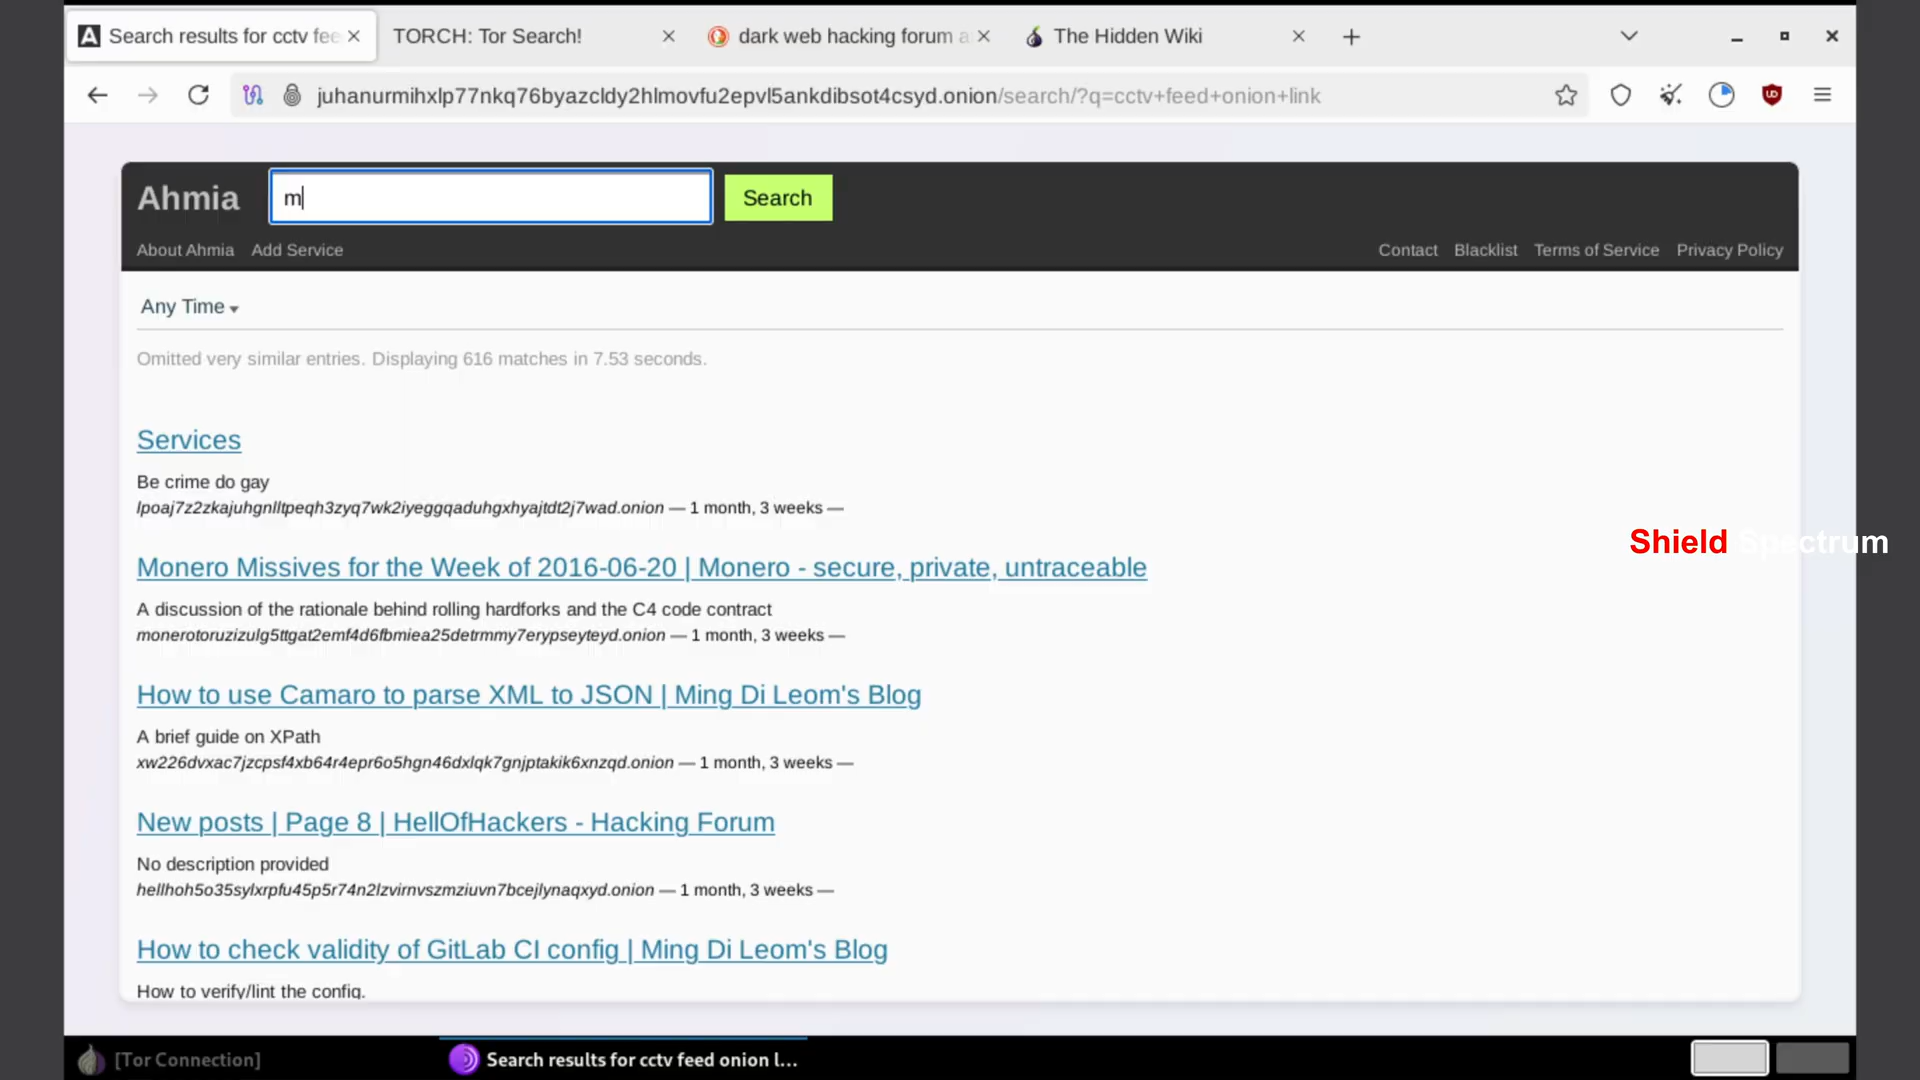 Search results for cctv fee
TORCH: Tor Search!
dark web hacking forum a
The Hidden Wiki
juhanurmihxlp77nkq76byazcldy2hlmovfu2epvl5ankdibsot4csyd.onion/search/?q=cctv+feed+onion+link
Ahmia
m
Search
About Ahmia
Add Service
Contact
Blacklist
Terms of Service
Privacy Policy
Any Time
Omitted very similar entries. Displaying 616 matches in 7.53 seconds.
Services
Be crime do gay
lpoaj7z2zkajuhgnlltpeqh3zyq7wk2iyeggqaduhgxhyajtdt2j7wad.onion — 1 month, 3 weeks —
Shield Spectrum
Monero Missives for the Week of 2016-06-20 | Monero - secure, private, untraceable
A discussion of the rationale behind rolling hardforks and the C4 code contract
monerotoruzizulg5ttgat2emf4d6fbmiea25detrmmy7erypseyteyd.onion — 1 month, 3 weeks —
How to use Camaro to parse XML to JSON | Ming Di Leom's Blog
A brief guide on XPath
xw226dvxac7jzcpsf4xb64r4epr6o5hgn46dxlqk7gnjptakik6xnzqd.onion — 1 month, 3 weeks —
New posts | Page 8 | HellOfHackers - Hacking Forum
No description provided
hellhoh5o35sylxrpfu45p5r74n2lzvirnvszmziuvn7bcejlynaqxyd.onion — 1 month, 3 weeks —
How to check validity of GitLab CI config | Ming Di Leom's Blog
How to verify/lint the config.
[Tor Connection]
Search results for cctv feed onion l...